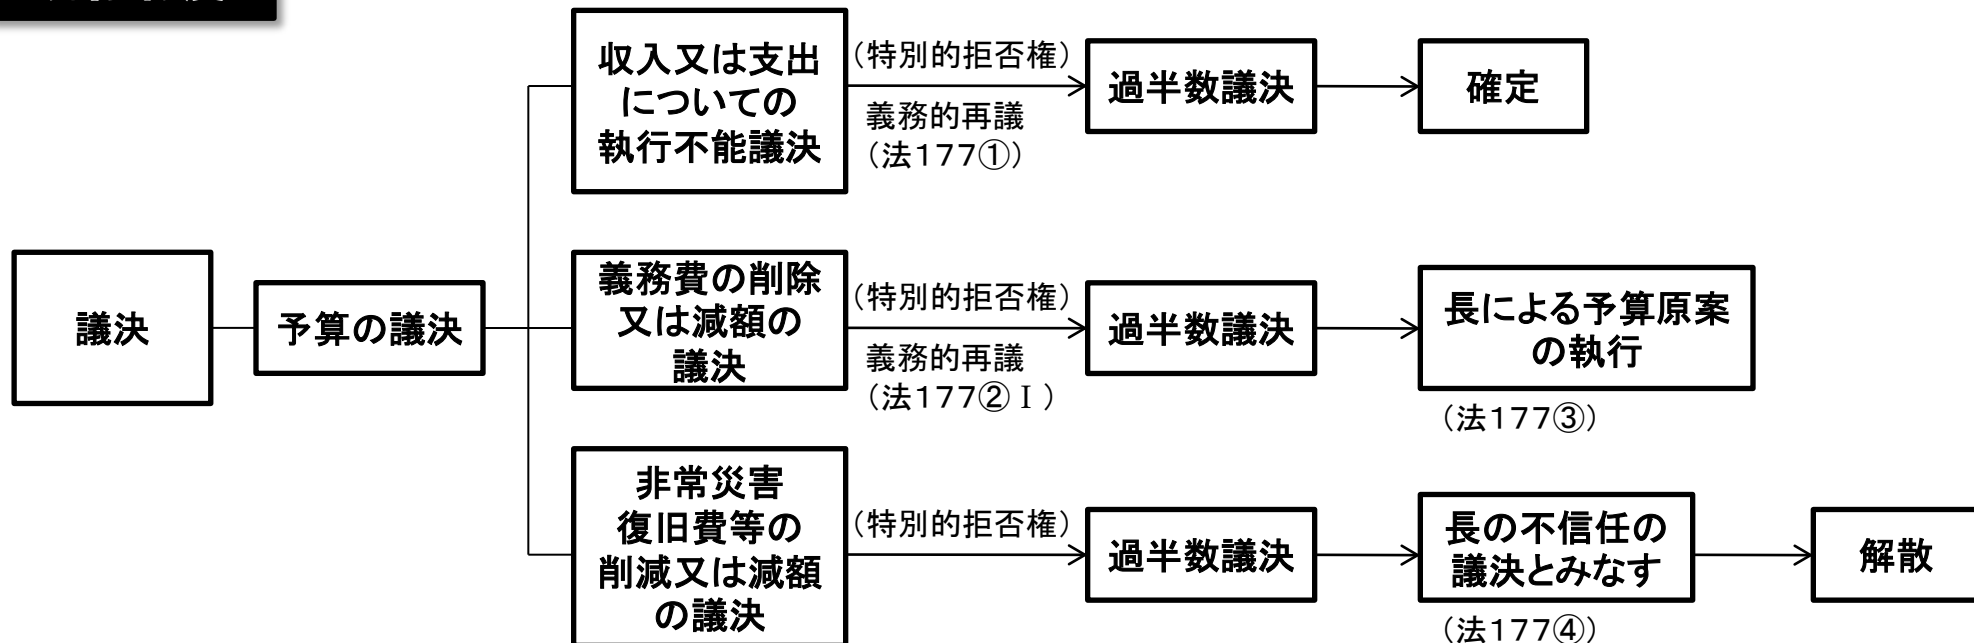 収入又は支出
についての
執行不能議決
（特別的拒否権）
義務的再議
（法177①）
過半数議決
確定
議決
予算の議決
義務費の削除
又は減額の
議決
（特別的拒否権）
義務的再議
（法177②Ⅰ）
過半数議決
長による予算原案
の執行
（法177③）
非常災害
復旧費等の
削減又は減額
の議決
（特別的拒否権）
過半数議決
長の不信任の
議決とみなす
（法177④）
解散